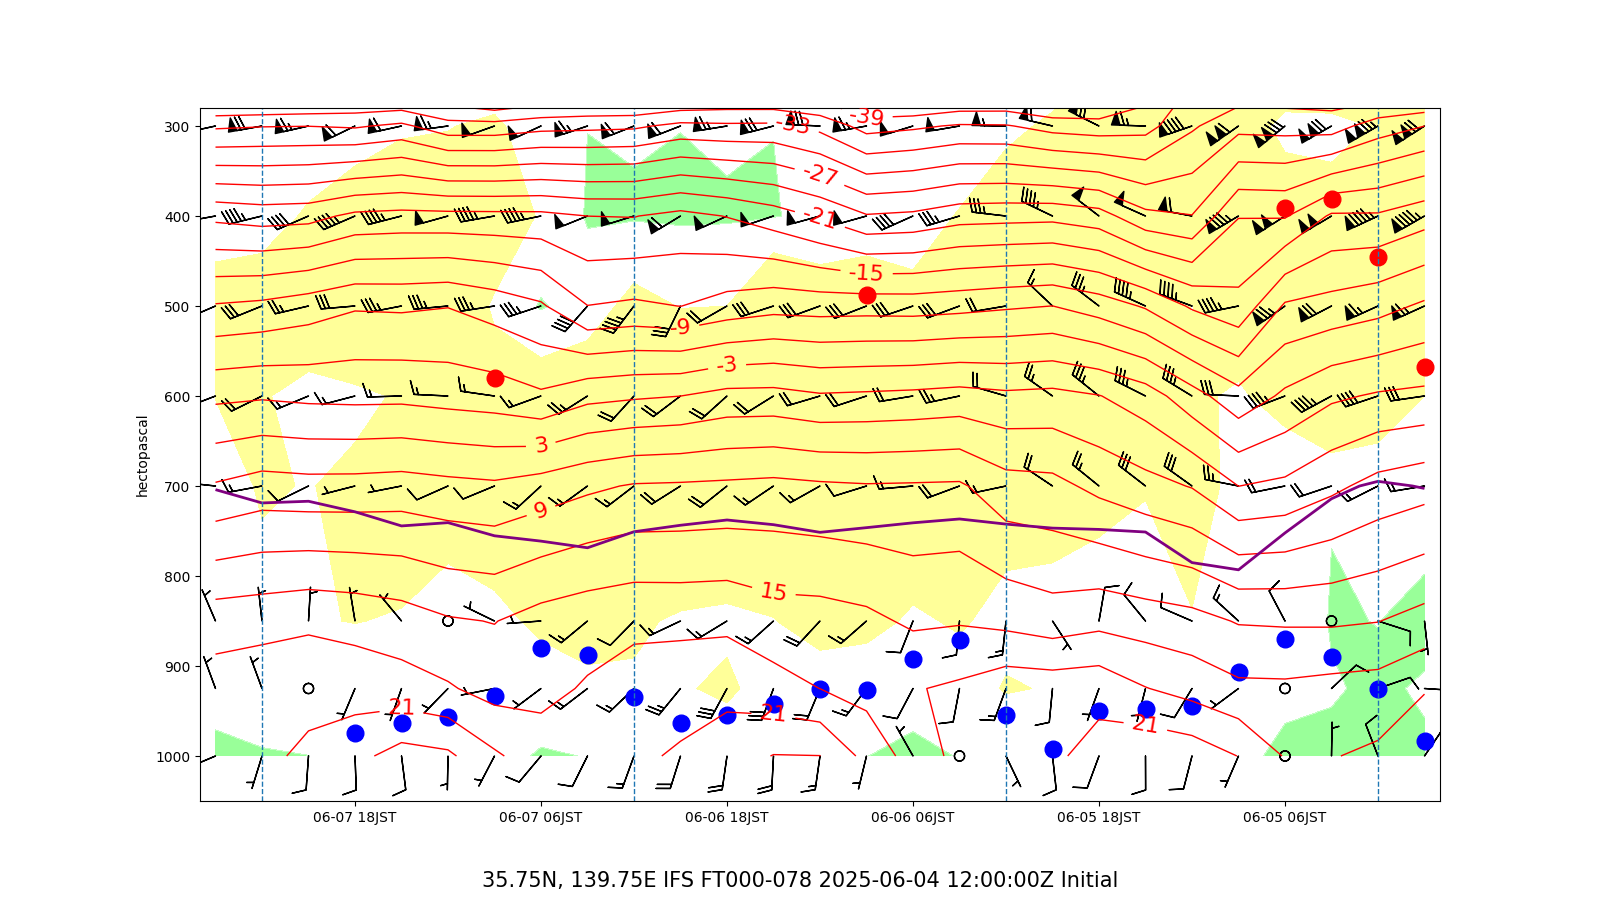 300
400
500
600
700
800
900
1000
hectopascal
-39
-33
-27
-21
-15
-9
-3
3
9
15
21
21
21
06-07 18JST
06-07 06JST
06-06 18JST
06-06 06JST
06-05 18JST
06-05 06JST
35.75N, 139.75E IFS FT000-078 2025-06-04 12:00:00Z Initial